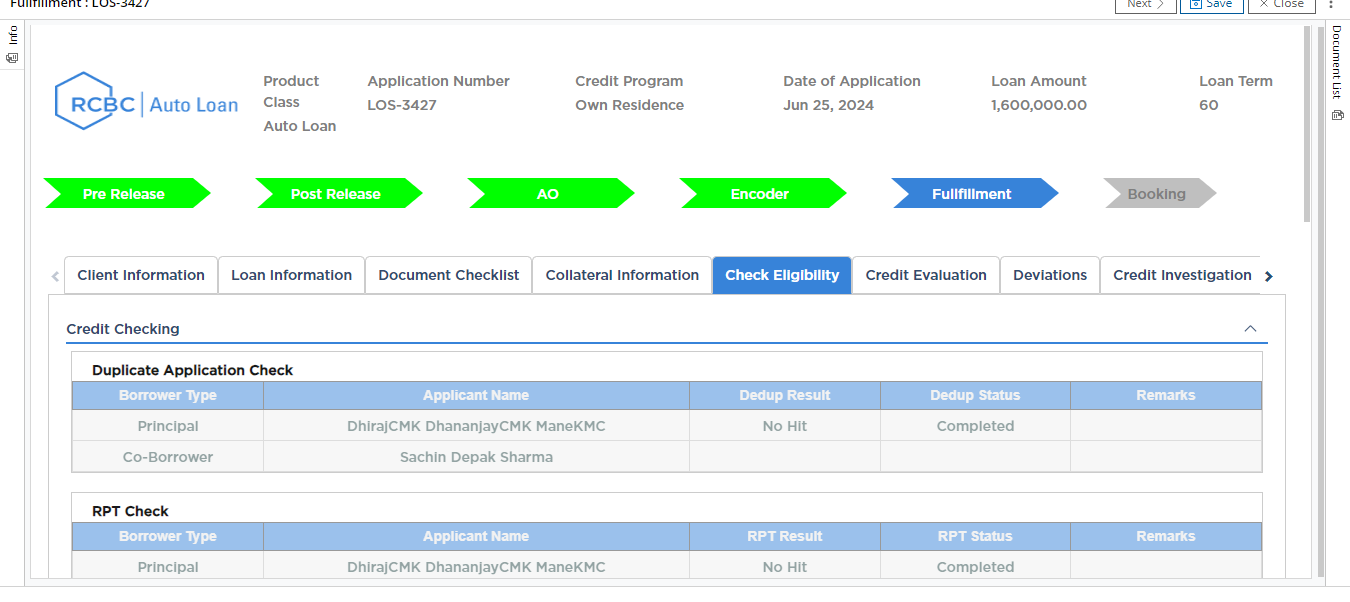 Fullfillment : LOS-3427
Next
Save
Close
Info
Document List
RCBC Auto Loan
Product Class
Auto Loan
Application Number
LOS-3427
Credit Program
Own Residence
Date of Application
Jun 25, 2024
Loan Amount
1,600,000.00
Loan Term
60
Pre Release
Post Release
AO
Encoder
Fullfillment
Booking
Client Information
Loan Information
Document Checklist
Collateral Information
Check Eligibility
Credit Evaluation
Deviations
Credit Investigation
Credit Checking
Duplicate Application Check
Borrower Type Applicant Name Dedup Result Dedup Status Remarks
Principal DhirajCMK DhananjayCMK ManeKMC No Hit Completed
Co-Borrower Sachin Depak Sharma
RPT Check
Borrower Type Applicant Name RPT Result RPT Status Remarks
Principal DhirajCMK DhananjayCMK ManeKMC No Hit Completed